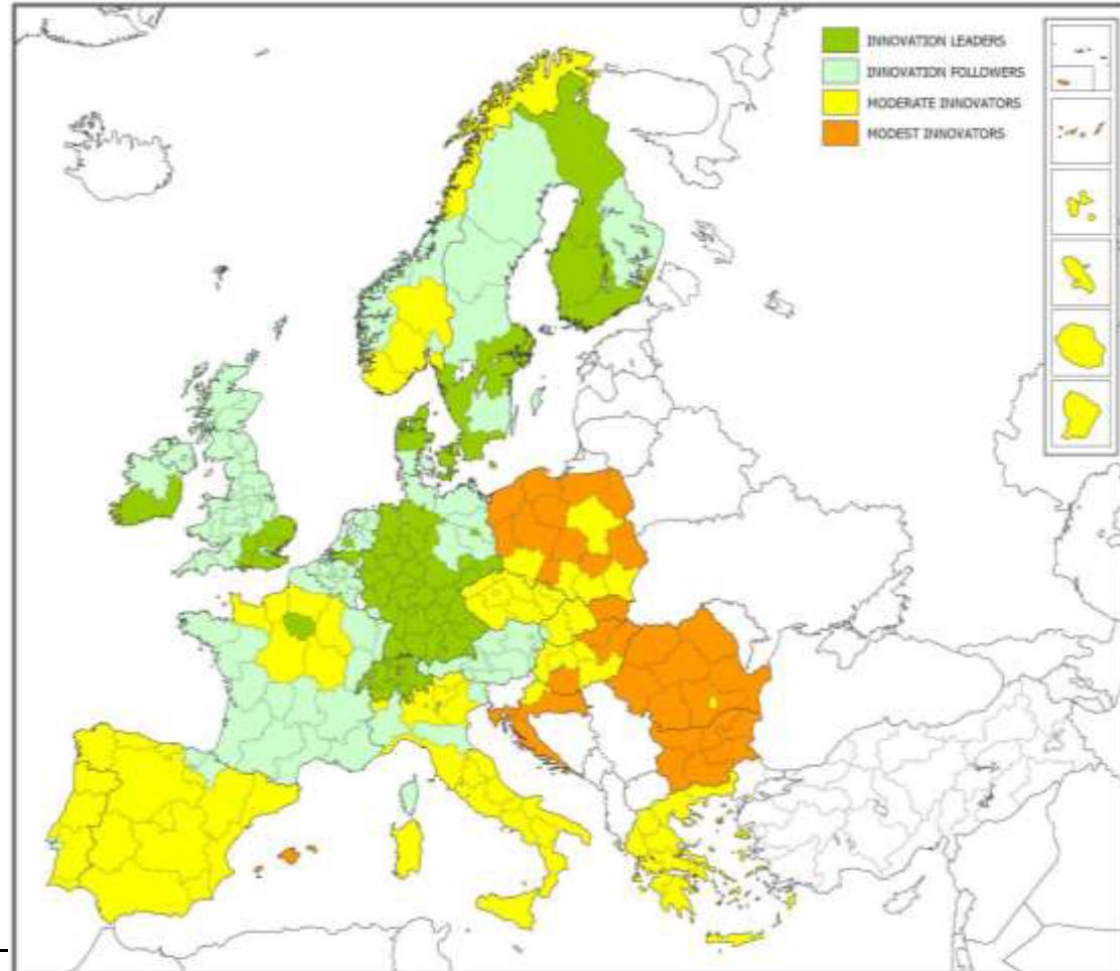 INNOVATION LEADERS
INNOVATION FOLLOWERS
MODERATE INNOVATORS
MODEST INNOVATORS